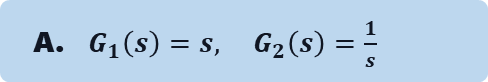 A. G₁(s) = s, G₂(s) = 1/s